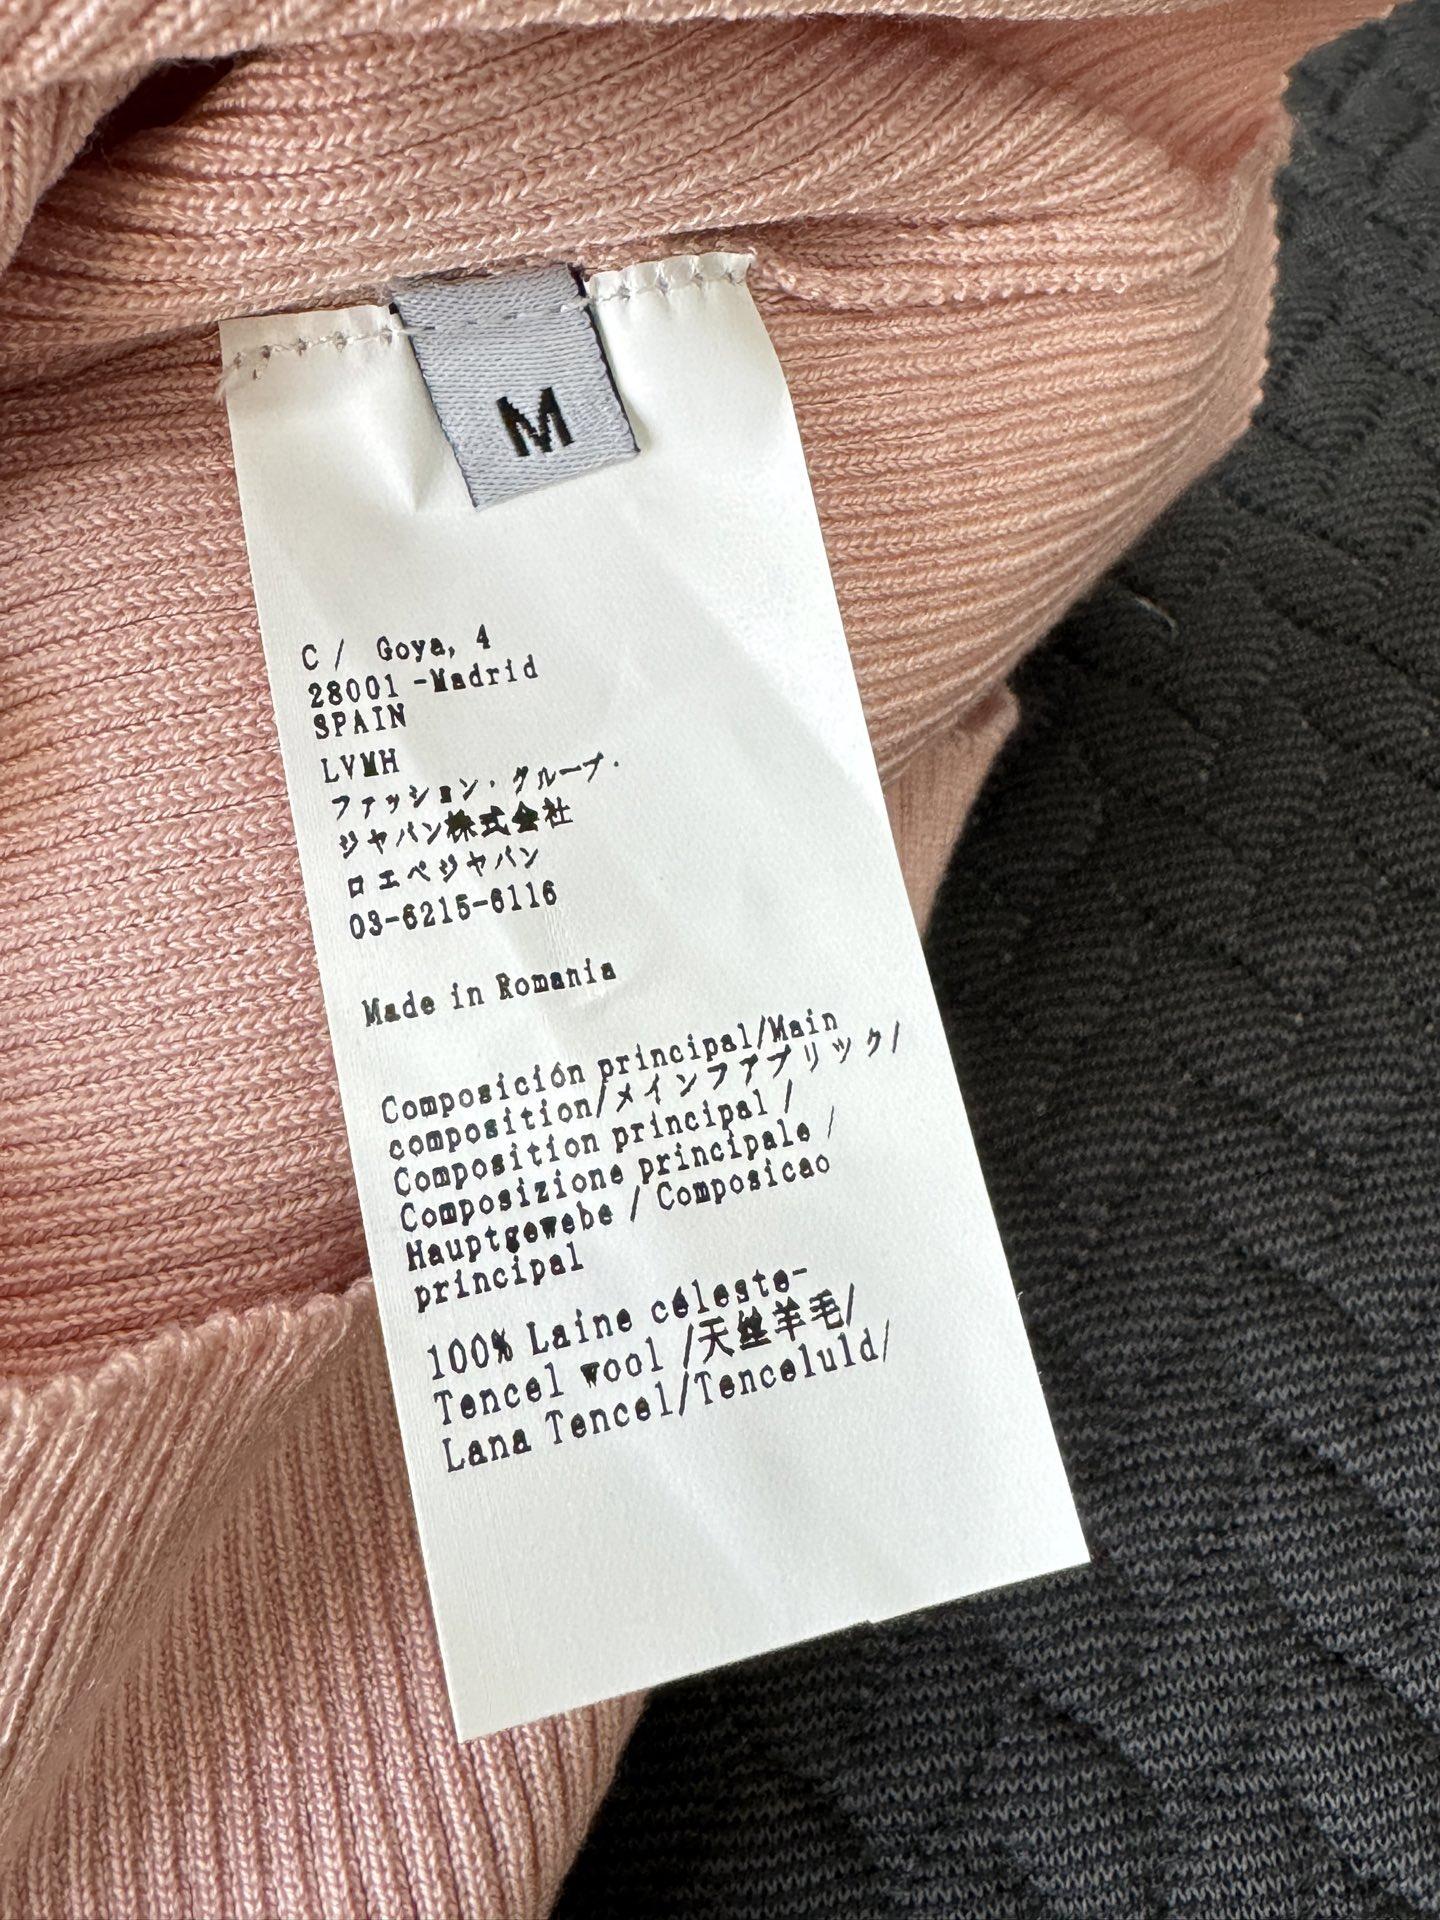 M
C/ Goya, 4
28001-Madrid
SPAIN
LVMH
ファッション・グループ・
ジャパン株式会社
ロエベジャパン
03-6215-6116
Made in Romania
Composición principal/Main
composition/メインファブリック/
Composition principal/
Composizione principale/
Hauptgewebe / Composicao
principal
100% Laine céleste-
Tencel wool /天丝羊毛/
Lana Tencel/Tenceluld/